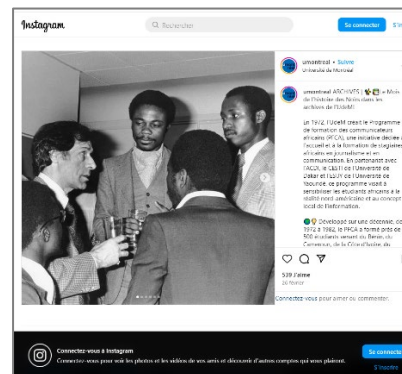 Instagram
Rechercher
Se connecter
S'in
umontreal • Suivre
Université de Montréal
umontreal ARCHIVES | Le Mois
de l'Histoire des Noirs dans les
archives de l'UdeM!
En 1972, l'UdeM créait le Programme
de formation des communicateurs
africains (PFCA), une initiative dédiée à
l'accueil et à la formation de stagiaires
africains en journalisme et en
communication. En partenariat avec
l'ACDI, le CESTI de l'Université de
Dakar et l'ESIJY de l'Université de
Yaoundé, ce programme visait à
sensibiliser les étudiants africains à la
réalité nord-américaine et au concept
local de l'information.
Développé sur une décennie, de
1972 à 1982, le PFCA a formé près de
500 étudiants venant du Bénin, du
Cameroun, de la Côte d'Ivoire, du
539 J'aime
16 février
Connectez-vous pour aimer ou commenter.
Connectez-vous à Instagram
Connectez-vous pour voir les photos et les vidéos de vos amis et découvrir d'autres comptes qui vous plairont.
Se connecter
S'inscrire